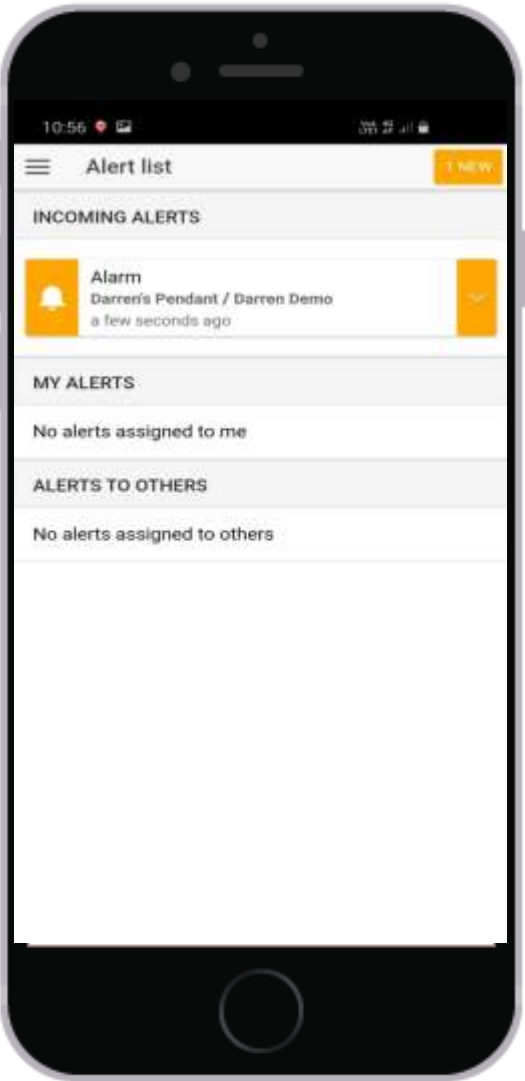 10:56
Alert list
1 NEW
INCOMING ALERTS
Alarm
Darren's Pendant / Darren Demo
a few seconds ago
MY ALERTS
No alerts assigned to me
ALERTS TO OTHERS
No alerts assigned to others